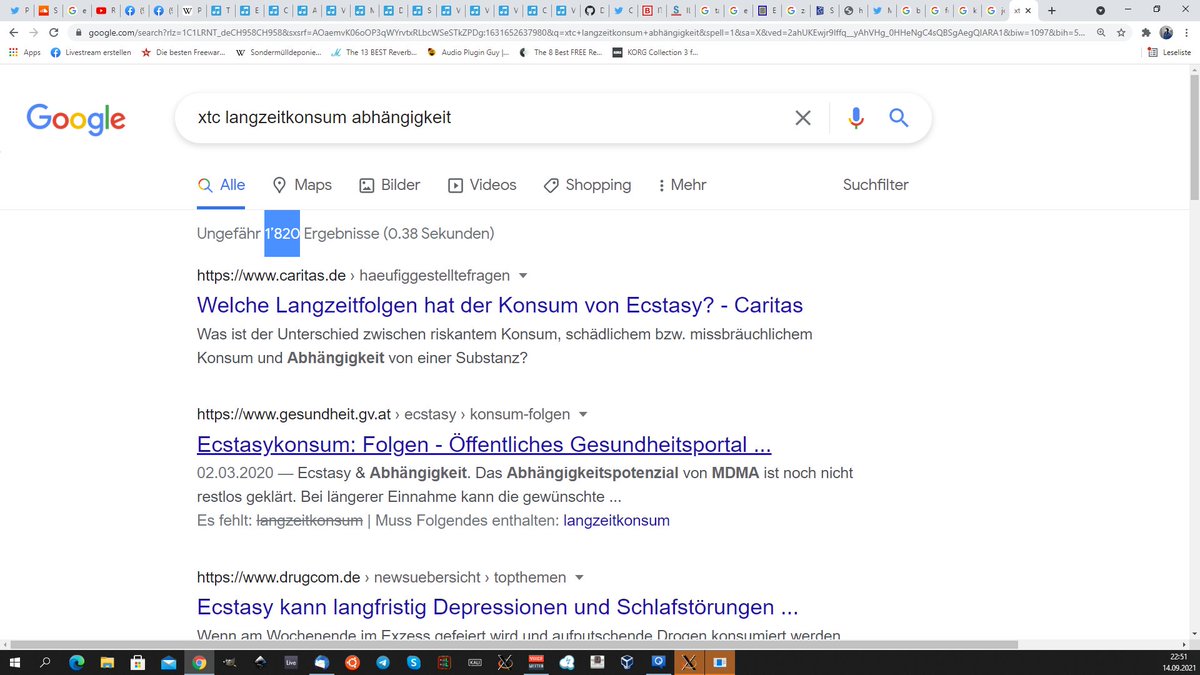 google.com/search?rlz=1C1LRNT_deCH958CH958&sxsrf=AOaemvK06oOP3qWYrvtxRLbcWSeSTkZPDg:1631652637980&q=xtc+langzeitkonsum+abhängigkeit&spell=1&sa=X&ved=2ahUKEwjr9lffq__yAhVHg_0HHeNgC4sQBSgAegQIARA1&biw=1097&bih=5...
Apps Livestream erstellen Die besten Freewar... Sondermülldeponie... The 13 BEST Reverb... Audio Plugin Guy |... The 8 Best FREE Re... KORG Collection 3 f... Leseliste
Google
xtc langzeitkonsum abhängigkeit
Alle Maps Bilder Videos Shopping Mehr Suchfilter
Ungefähr 1'820 Ergebnisse (0.38 Sekunden)
https://www.caritas.de › haeufiggestelltefragen
Welche Langzeitfolgen hat der Konsum von Ecstasy? - Caritas
Was ist der Unterschied zwischen riskantem Konsum, schädlichem bzw. missbräuchlichem
Konsum und Abhängigkeit von einer Substanz?
https://www.gesundheit.gv.at › ecstasy › konsum-folgen
Ecstasykonsum: Folgen - Öffentliches Gesundheitsportal ...
02.03.2020 — Ecstasy & Abhängigkeit. Das Abhängigkeitspotenzial von MDMA ist noch nicht
restlos geklärt. Bei längerer Einnahme kann die gewünschte ...
Es fehlt: langzeitkonsum | Muss Folgendes enthalten: langzeitkonsum
https://www.drugcom.de › newsuebersicht › topthemen
Ecstasy kann langfristig Depressionen und Schlafstörungen ...
Wenn am Wochenende im Exzess gefeiert wird und aufputschende Drogen konsumiert werden
Live
22:51
14.09.2021